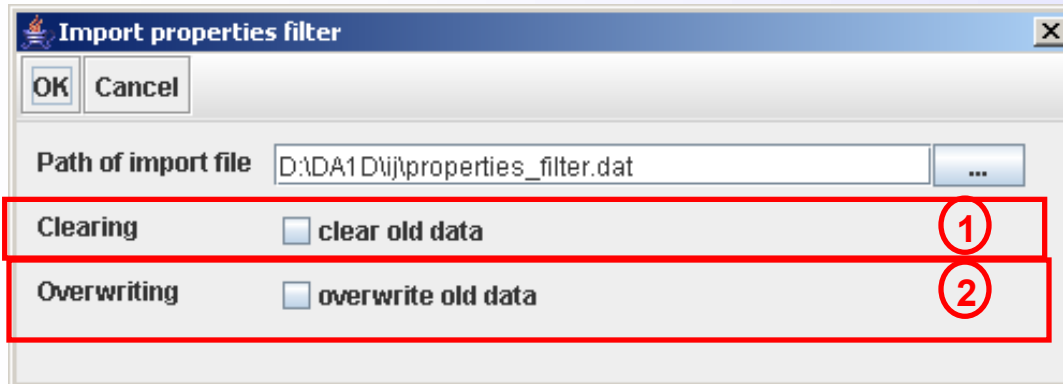 Import properties filter
OK Cancel
Path of import file D:\DA1D\ij\properties_filter.dat ...
Clearing clear old data 1
Overwriting overwrite old data 2